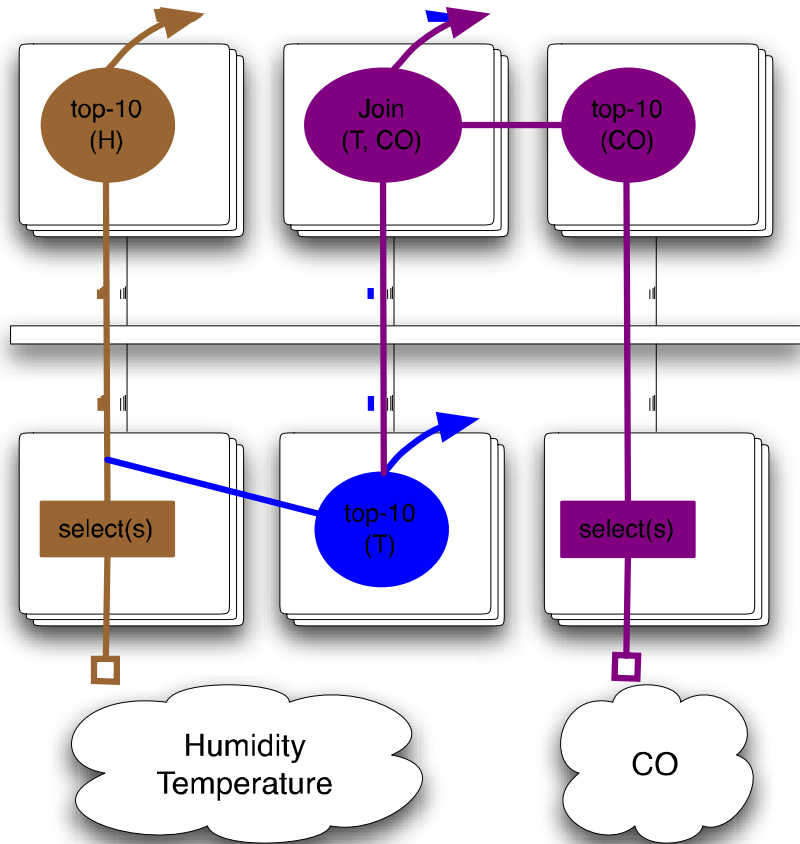 top-10
(H)
Join
(T, CO)
top-10
(CO)
select(s)
top-10
(T)
select(s)
Humidity
Temperature
CO